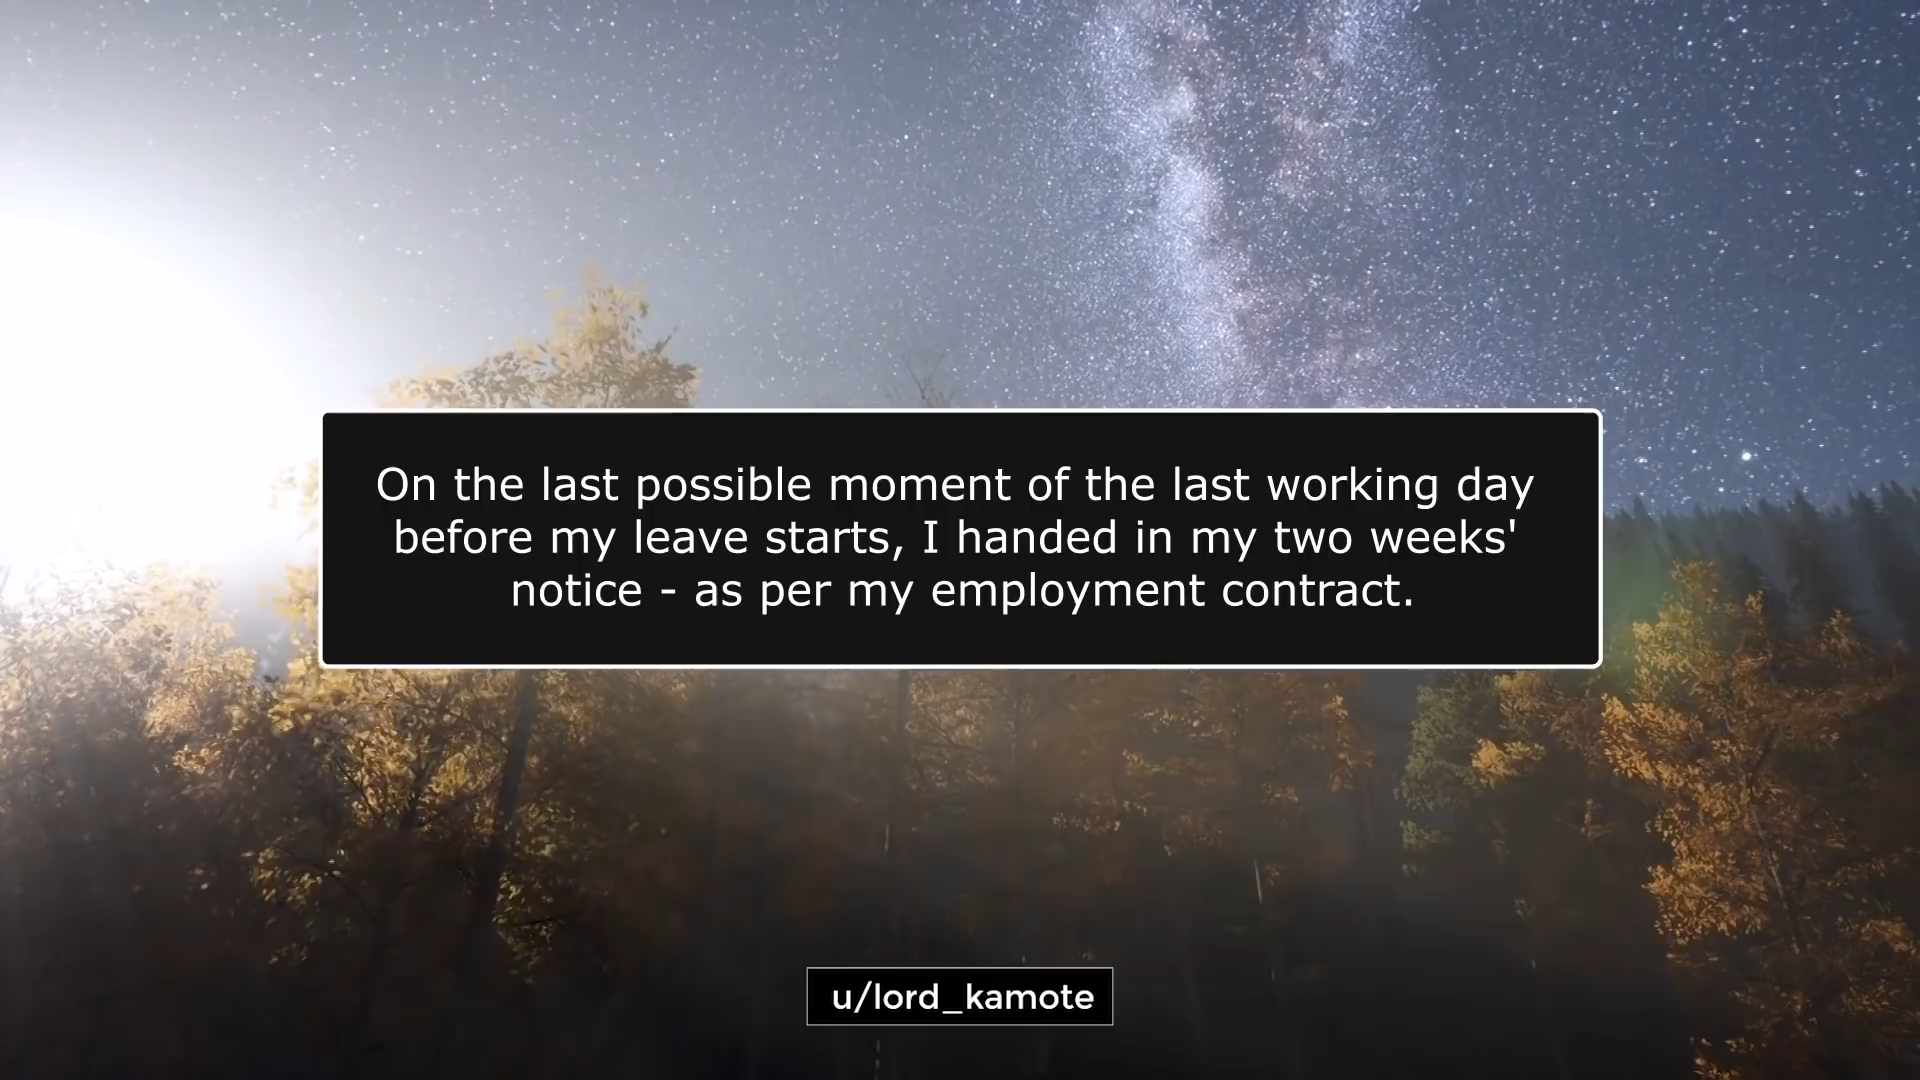 On the last possible moment of the last working day
before my leave starts, I handed in my two weeks'
notice - as per my employment contract.
u/lord_kamote